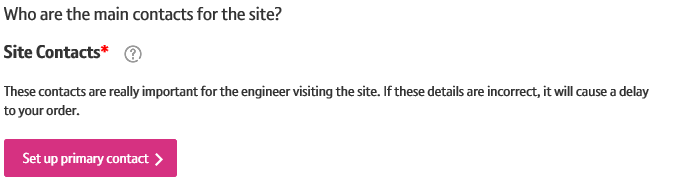 Who are the main contacts for the site?
Site Contacts* ?
These contacts are really important for the engineer visiting the site. If these details are incorrect, it will cause a delay
to your order.
Set up primary contact >